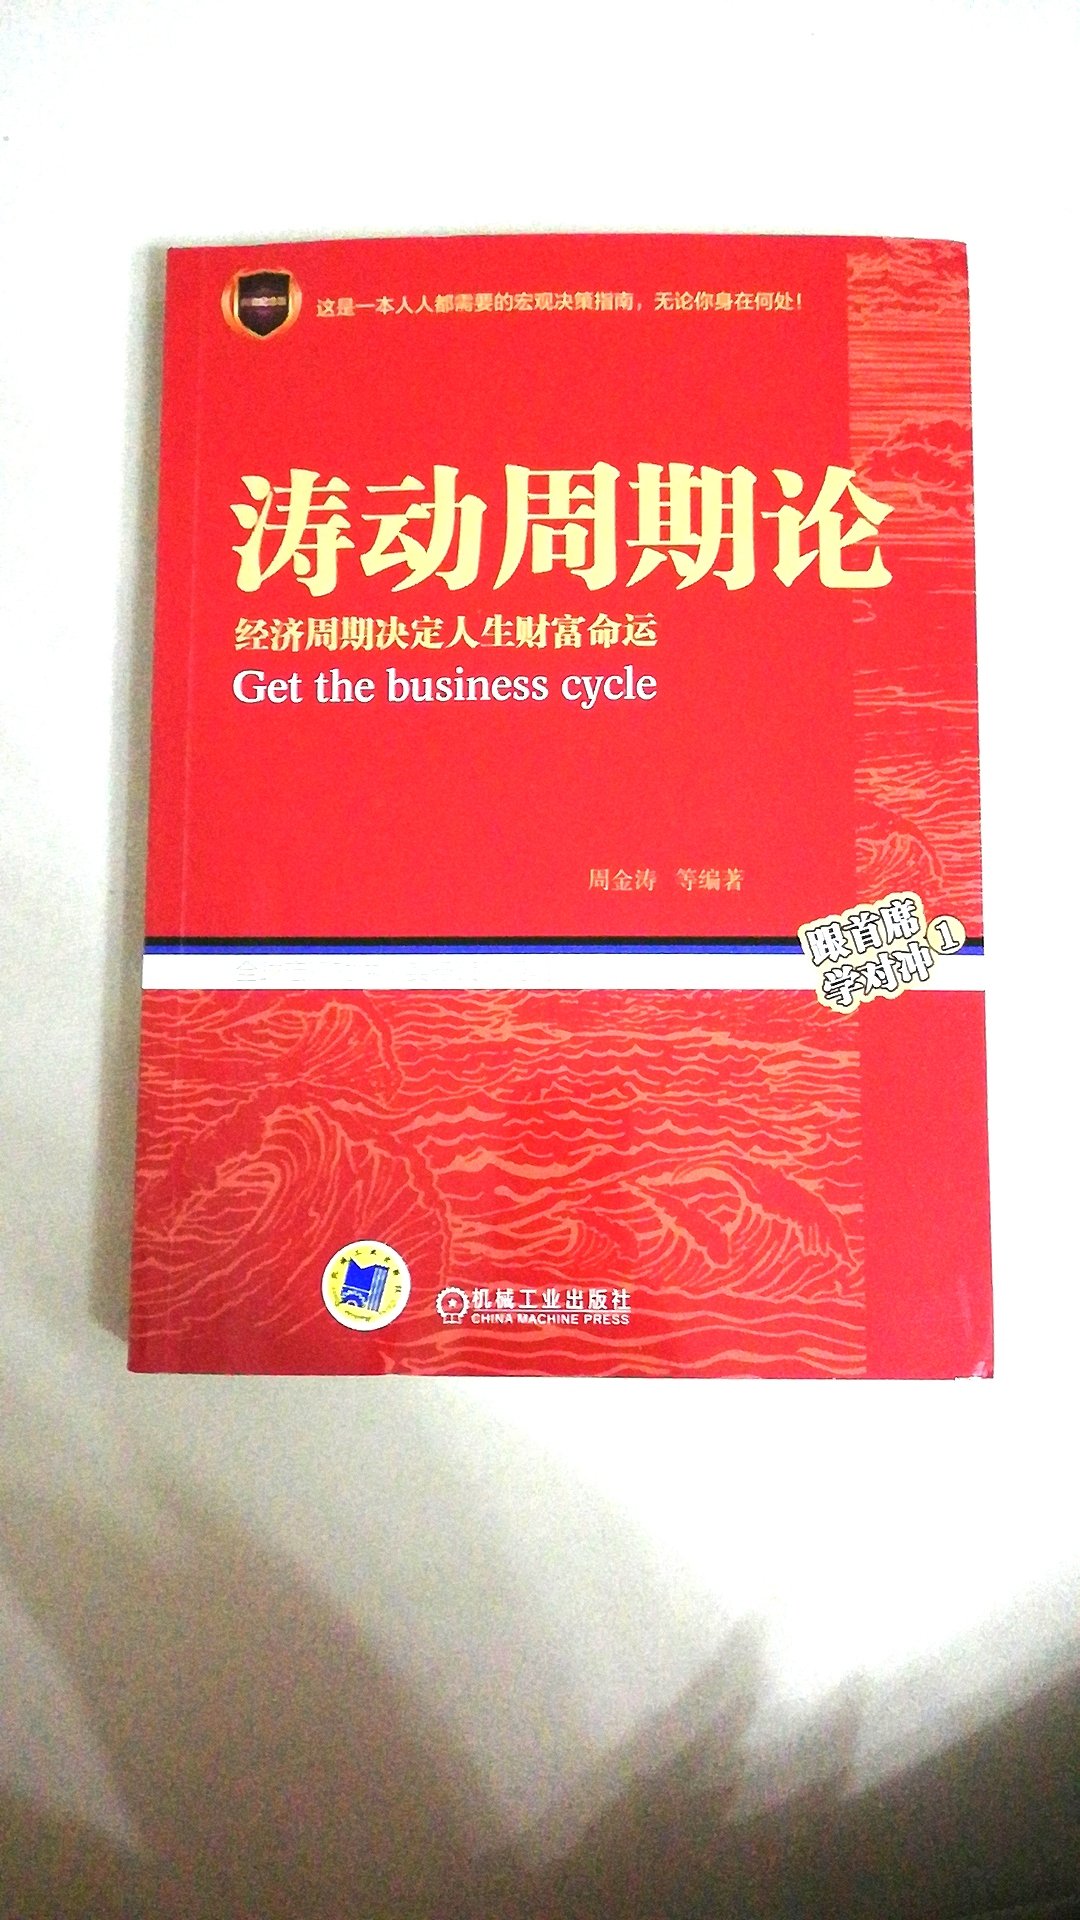 这是一本人人都需要的宏观决策指南，无论你身在何处！
涛动周期论
经济周期决定人生财富命运
Get the business cycle
周金涛 等编著
跟首席
学对冲
1
机械工业出版社
CHINA MACHINE PRESS